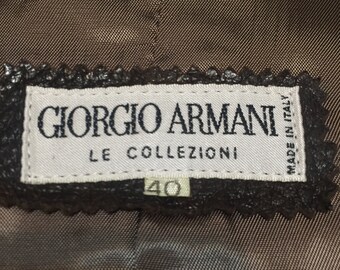 GIORGIO ARMANI
LE COLLEZIONI
MADE IN ITALY
40